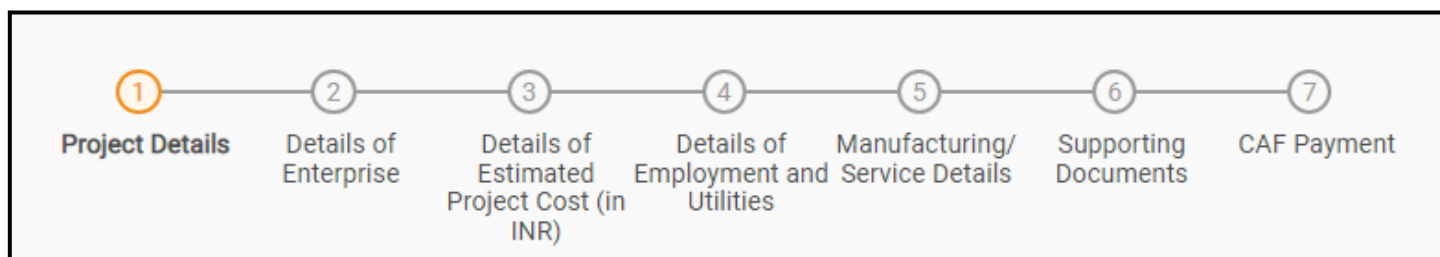 1
2
3
4
5
6
7
Project Details
Details of
Enterprise
Details of
Estimated
Project Cost (in
INR)
Details of
Employment and
Utilities
Manufacturing/
Service Details
Supporting
Documents
CAF Payment